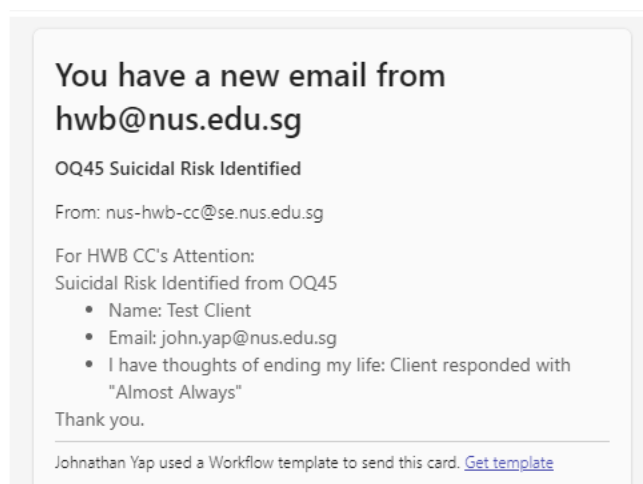 You have a new email from
hwb@nus.edu.sg
OQ45 Suicidal Risk Identified
From: nus-hwb-cc@se.nus.edu.sg
For HWB CC's Attention:
Suicidal Risk Identified from OQ45
• Name: Test Client
• Email: john.yap@nus.edu.sg
• I have thoughts of ending my life: Client responded with
"Almost Always"
Thank you.
Johnathan Yap used a Workflow template to send this card. Get template